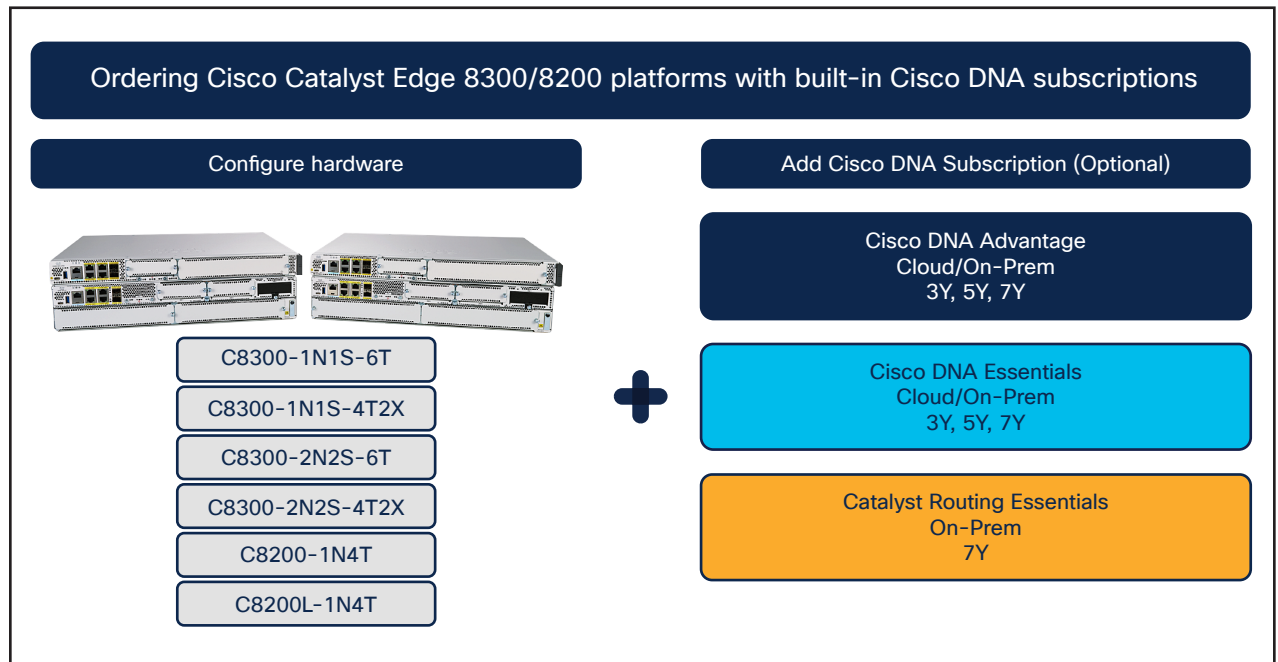 Ordering Cisco Catalyst Edge 8300/8200 platforms with built-in Cisco DNA subscriptions
Configure hardware
C8300-1N1S-6T
C8300-1N1S-4T2X
C8300-2N2S-6T
C8300-2N2S-4T2X
C8200-1N4T
C8200L-1N4T
Add Cisco DNA Subscription (Optional)
Cisco DNA Advantage
Cloud/On-Prem
3Y, 5Y, 7Y
Cisco DNA Essentials
Cloud/On-Prem
3Y, 5Y, 7Y
Catalyst Routing Essentials
On-Prem
7Y